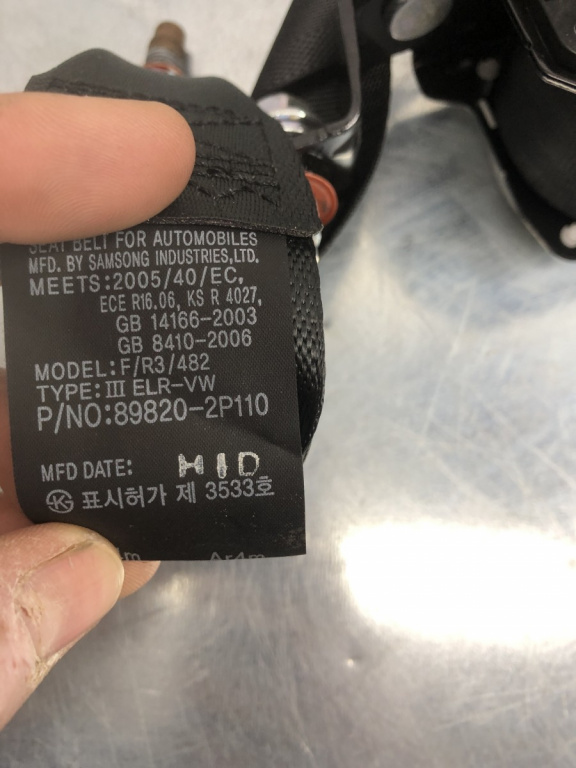 SEAT BELT FOR AUTOMOBILES
MFD. BY SAMSONG INDUSTRIES,LTD.
MEETS:2005/40/EC,
ECE R16.06, KS R 4027,
GB 14166-2003
GB 8410-2006
MODEL:F/R3/482
TYPE:Ⅲ ELR-VW
P/NO:89820-2P110
MFD DATE: H1D
표시허가 제 3533호
Ar4m